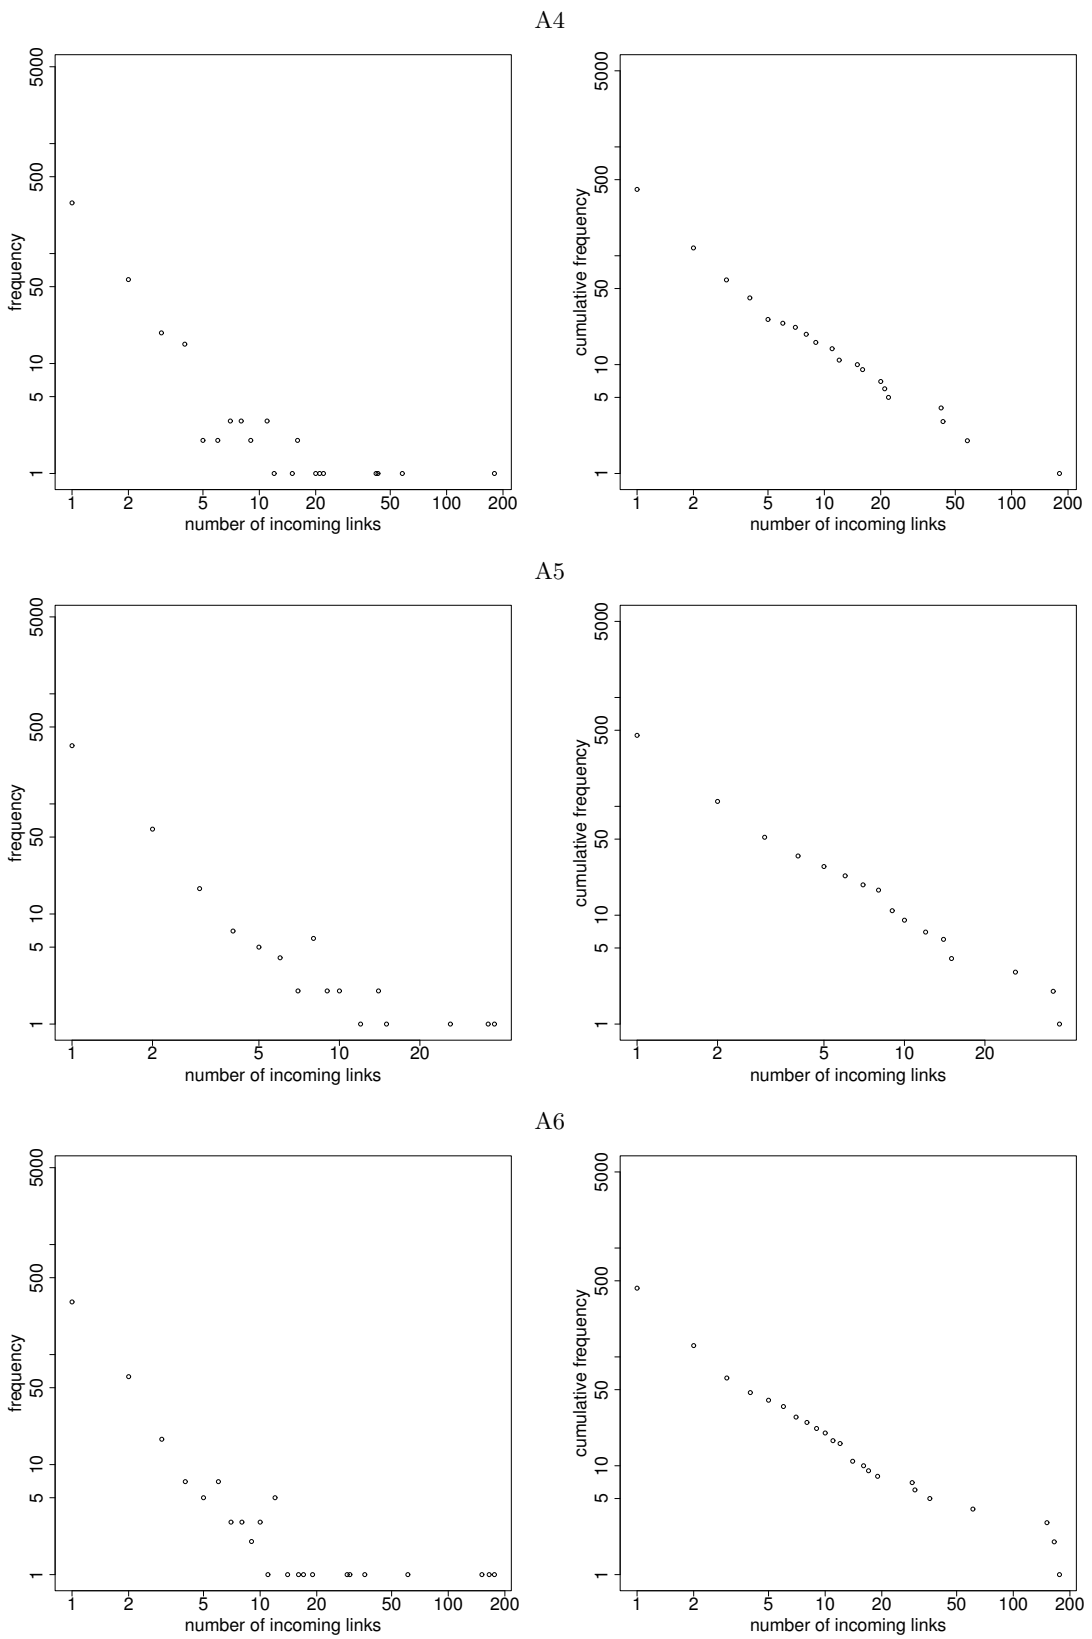 A4
frequency
1 5 10 50 500 5000
1 2 5 10 20 50 100 200
number of incoming links
cumulative frequency
1 5 10 50 500 5000
1 2 5 10 20 50 100 200
number of incoming links
A5
frequency
1 5 10 50 500 5000
1 2 5 10 20
number of incoming links
cumulative frequency
1 5 10 50 500 5000
1 2 5 10 20
number of incoming links
A6
frequency
1 5 10 50 500 5000
1 2 5 10 20 50 100 200
number of incoming links
cumulative frequency
1 5 10 50 500 5000
1 2 5 10 20 50 100 200
number of incoming links